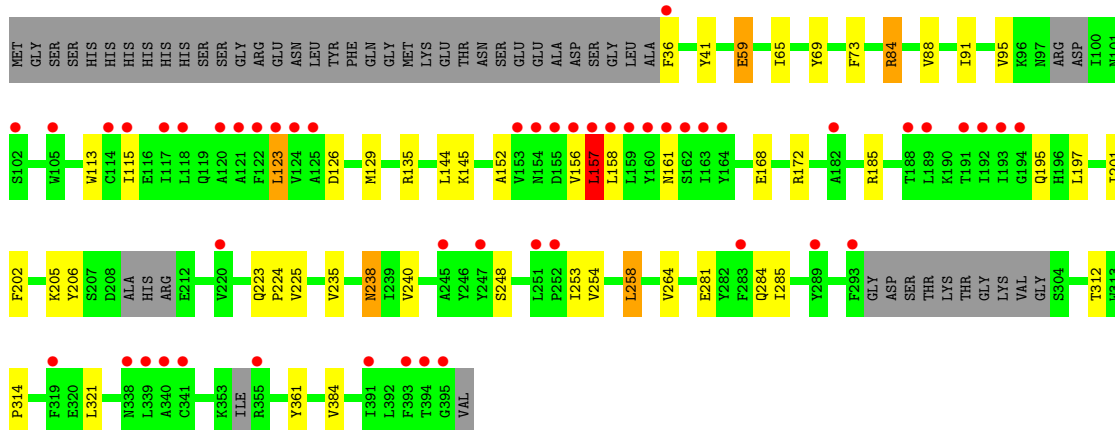 MET GLY SER SER HIS HIS HIS HIS HIS HIS SER SER GLY ARG GLU ASN LEU TYR PHE GLN GLY MET LYS THR ASN SER GLU GLU ALA ASP SER GLU LEU ALA F36 Y41 E59 I65 Y69 F73 R84 V88 I91 V95 K96 N97 ARG ASP I100 N101
S102 W105 W113 C114 I115 E116 I117 L118 Q119 A120 A121 F122 L123 V124 A125 D126 M129 R135 L144 K145 A152 V153 N154 D155 V156 L157 L158 L159 Y160 N161 S162 I163 Y164 E168 R172 A182 R185 T188 L189 K190 T191 I192 I193 G194 Q195 H196 L197 I201
F202 K205 Y206 S207 D208 ALA HIS ARG E212 V220 Q223 P224 V225 V235 N238 I239 V240 A245 Y246 Y247 S248 L251 P252 I253 V254 L258 V264 E281 Y282 F283 Q284 I285 Y289 F293 GLY ASP SER THR LYS THR GLY LYS VAL GLY S304 T312 H313
P314 F319 E320 L321 N338 L339 A340 C341 K353 ILE R355 Y361 V384 I391 L392 F393 T394 G395 VAL